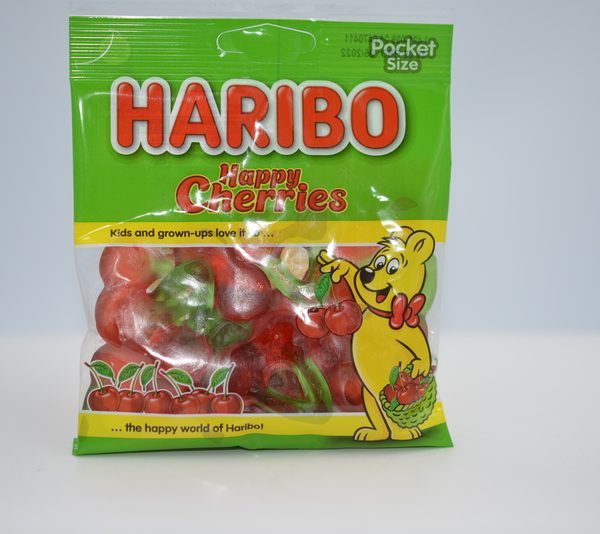 Pocket
Size
HARIBO
Happy
Cherries
Kids and grown-ups love it so ...
... the happy world of Haribo!